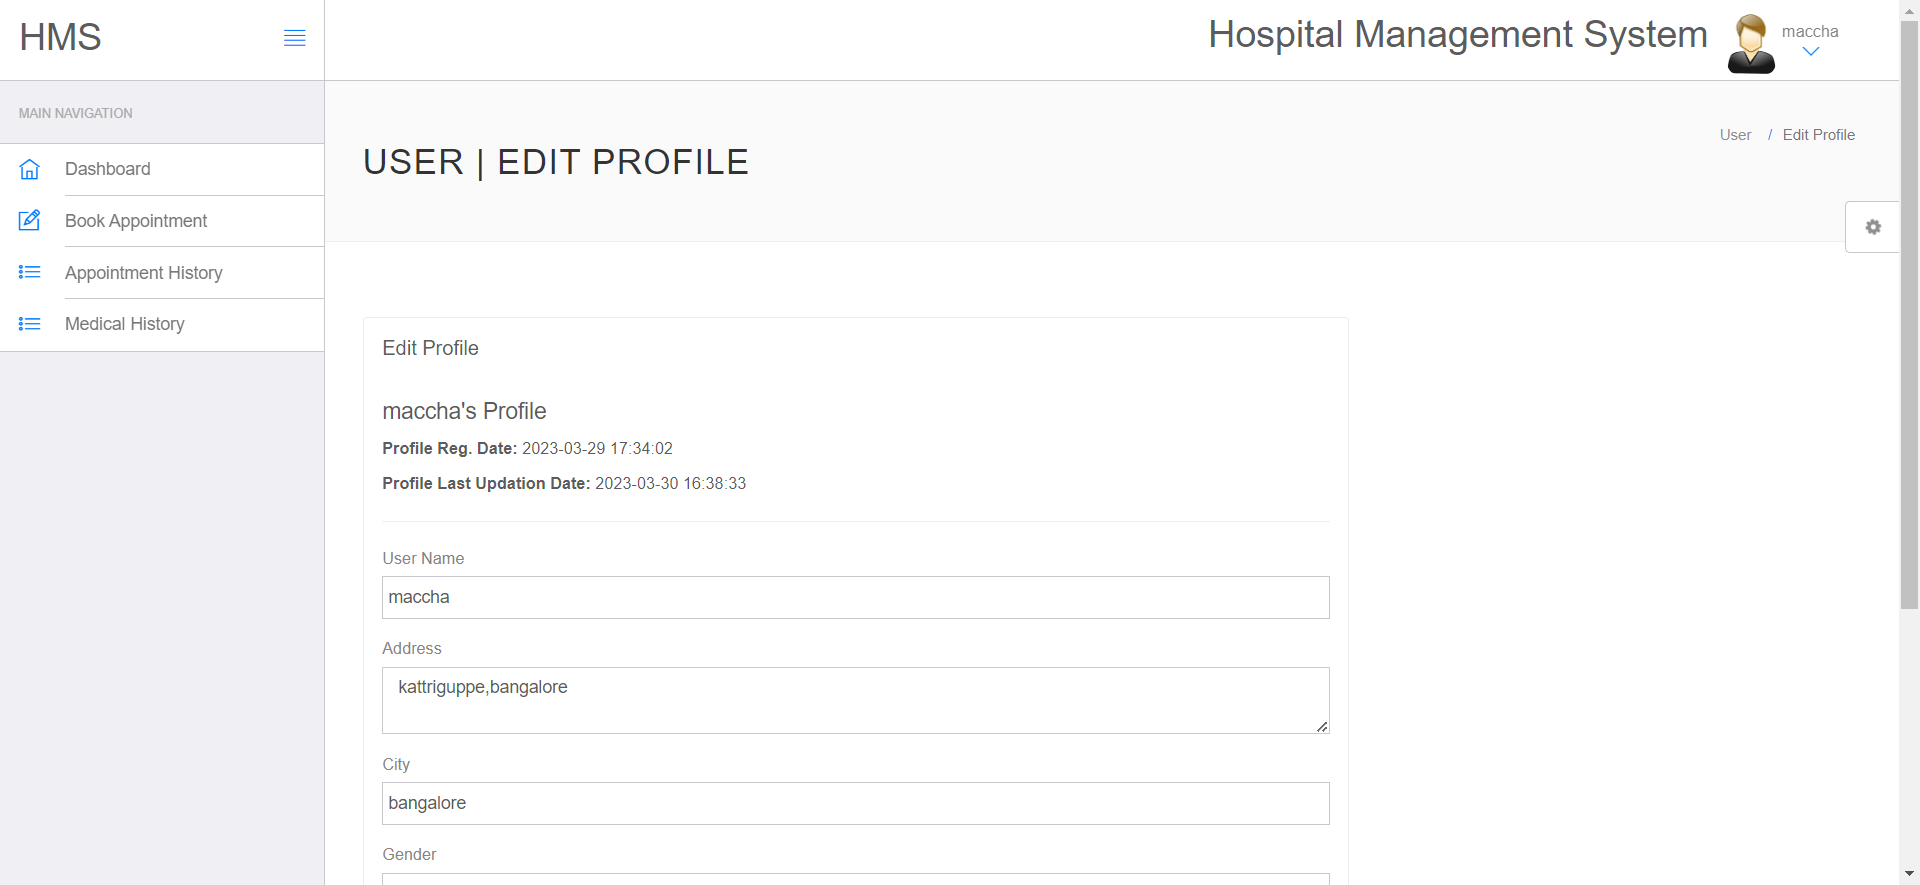 HMS
Hospital Management System
maccha
MAIN NAVIGATION
Dashboard
Book Appointment
Appointment History
Medical History
USER | EDIT PROFILE
User / Edit Profile
Edit Profile
maccha's Profile
Profile Reg. Date: 2023-03-29 17:34:02
Profile Last Updation Date: 2023-03-30 16:38:33
User Name
maccha
Address
kattriguppe,bangalore
City
bangalore
Gender